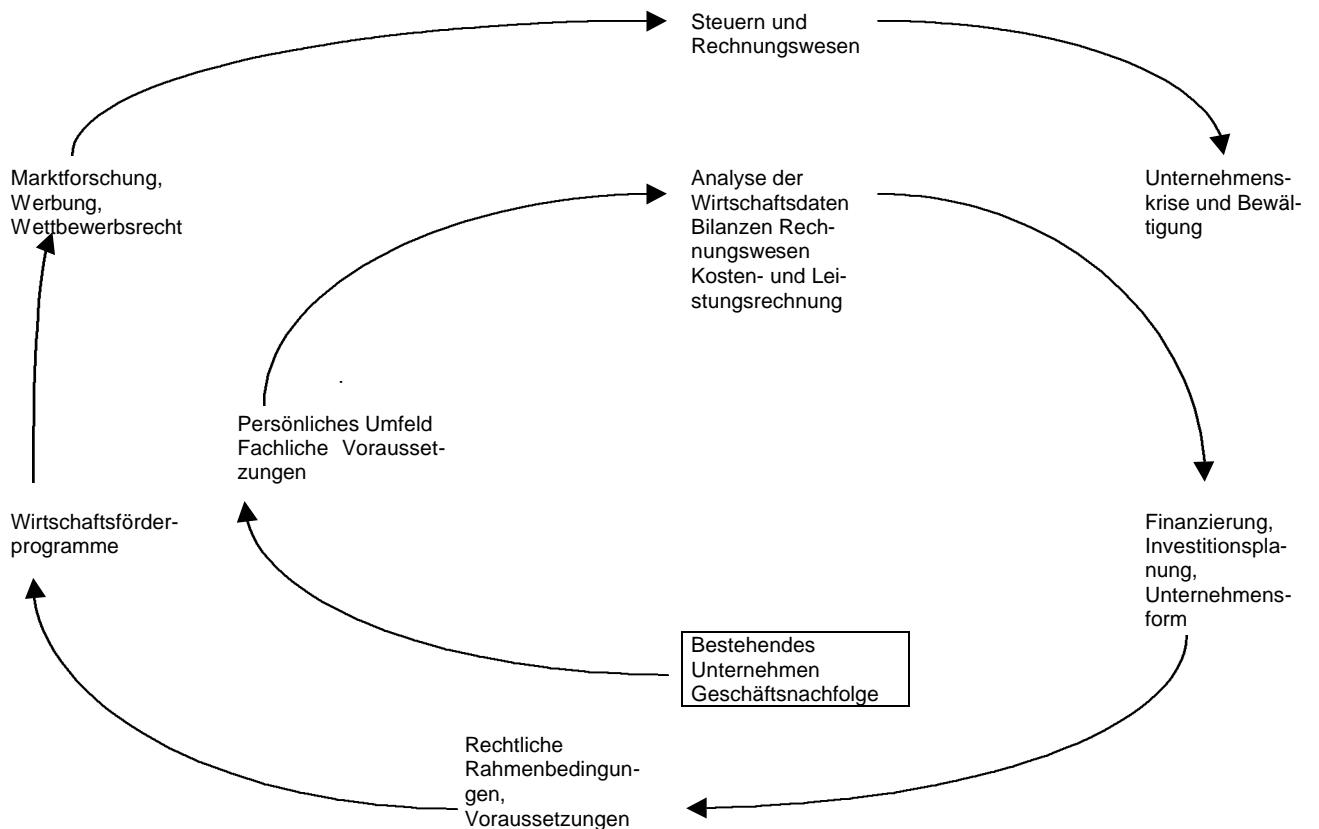 Steuern und
Rechnungswesen
Marktforschung,
Werbung,
Wettbewerbsrecht
Analyse der
Wirtschaftsdaten
Bilanzen Rech-
nungswesen
Kosten- und Lei-
stungsrechnung
Unternehmens-
krise und Bewäl-
tigung
Persönliches Umfeld
Fachliche Vorausset-
zungen
Wirtschaftsförder-
programme
Finanzierung,
Investitionspla-
nung,
Unternehmens-
form
Bestehendes
Unternehmen
Geschäftsnachfolge
Rechtliche
Rahmenbedingun-
gen,
Voraussetzungen